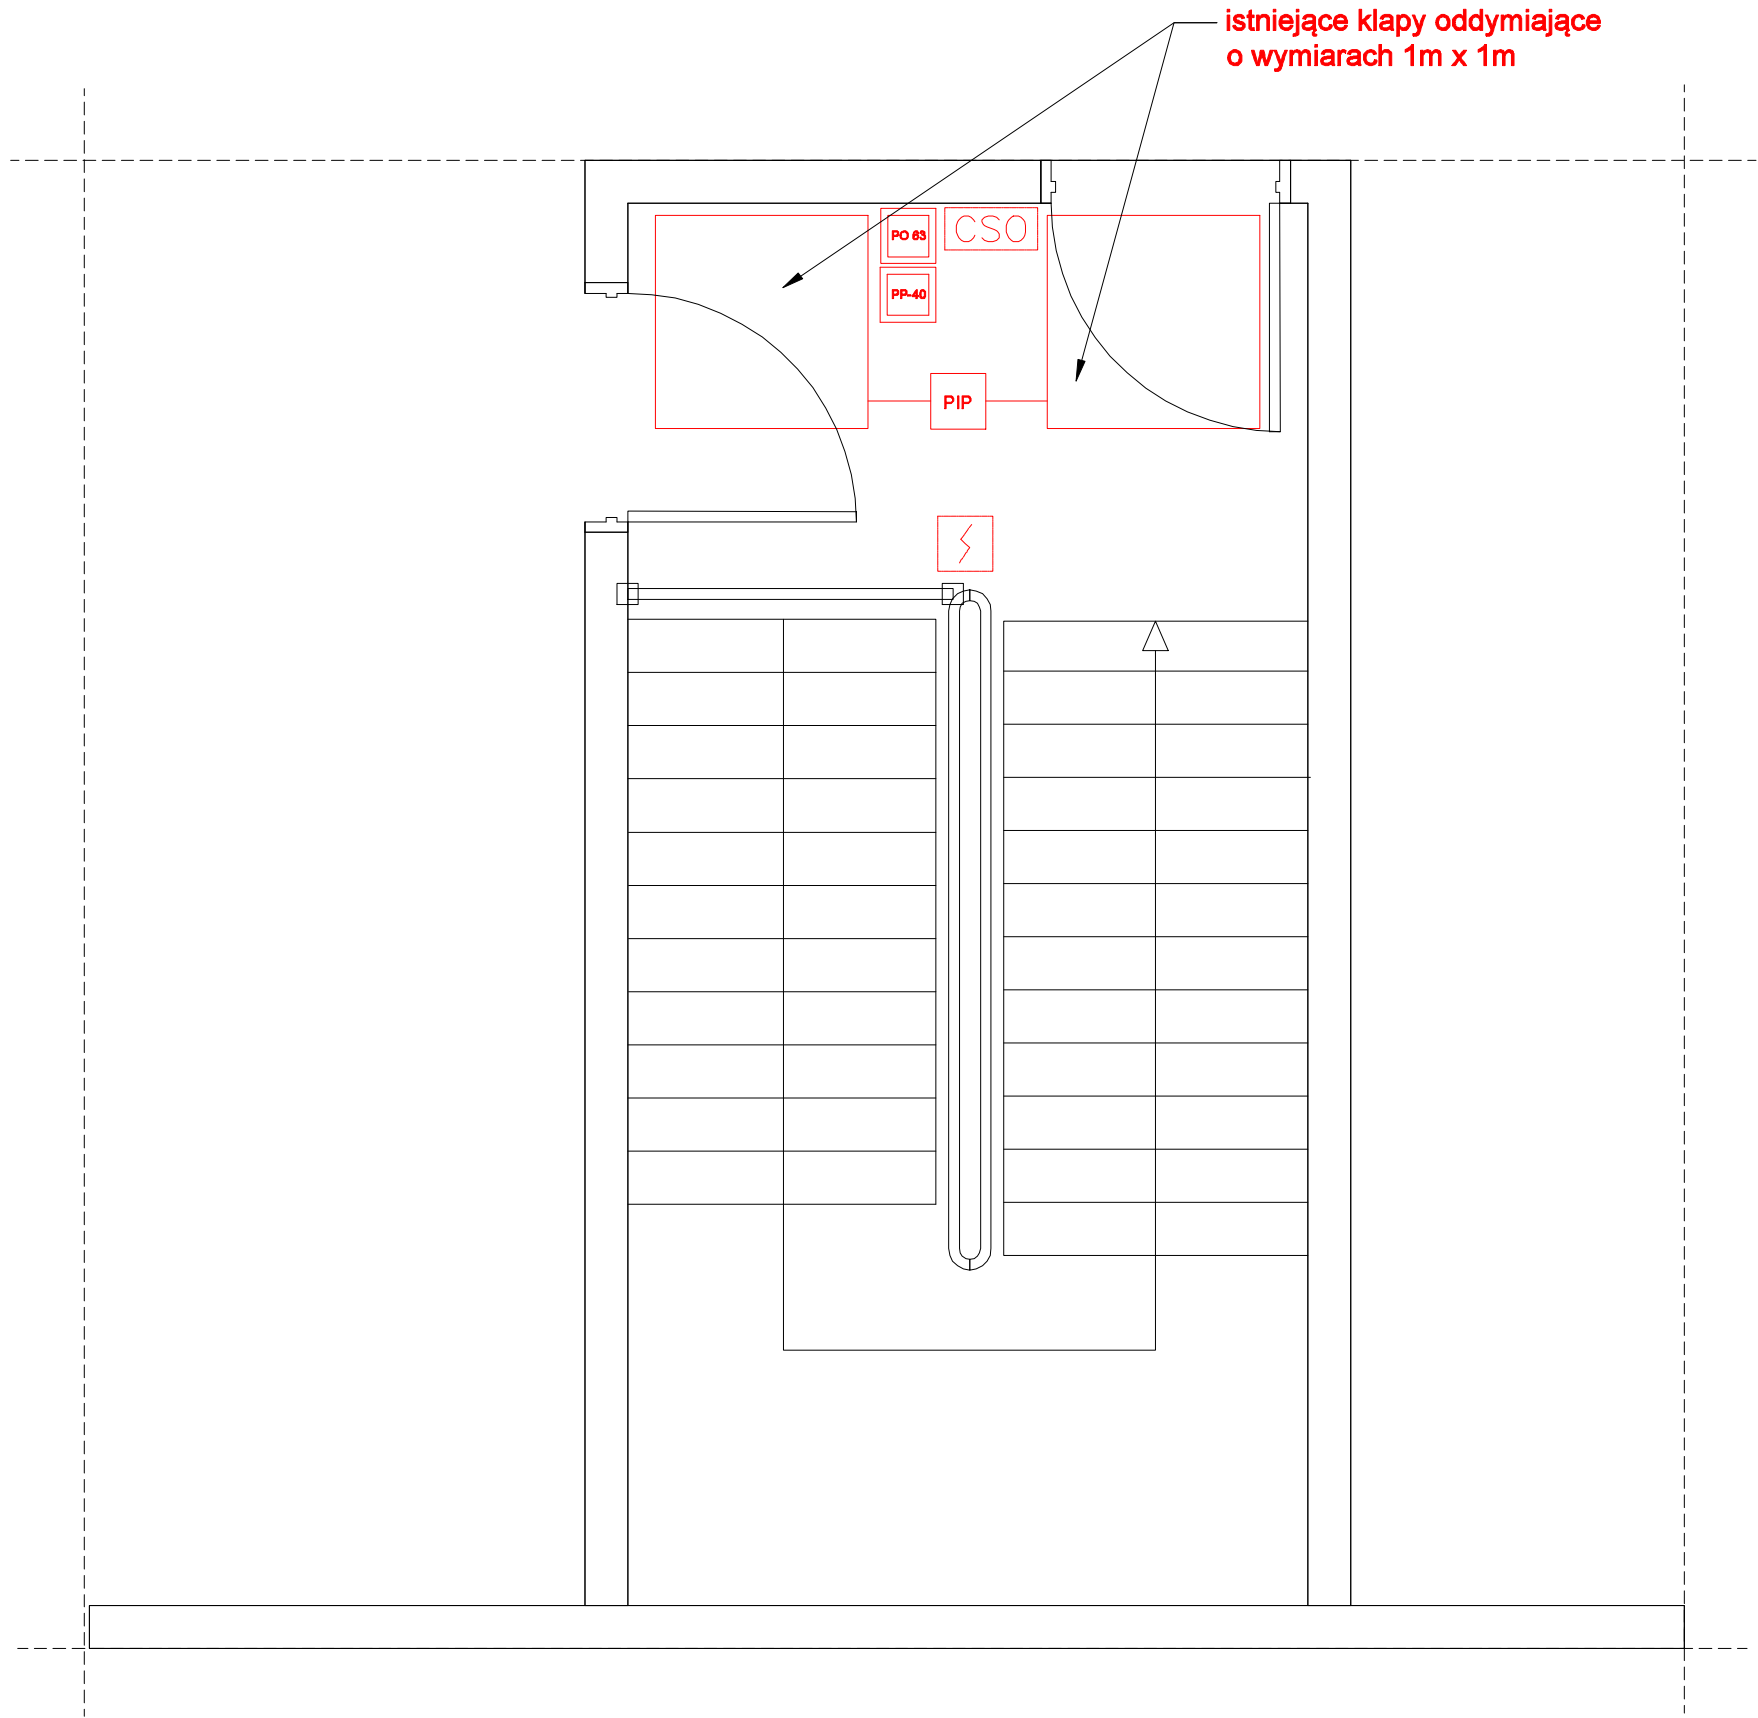 istniejące klapy oddymiające
o wymiarach 1m x 1m
PO 63
CSO
PP-40
PIP